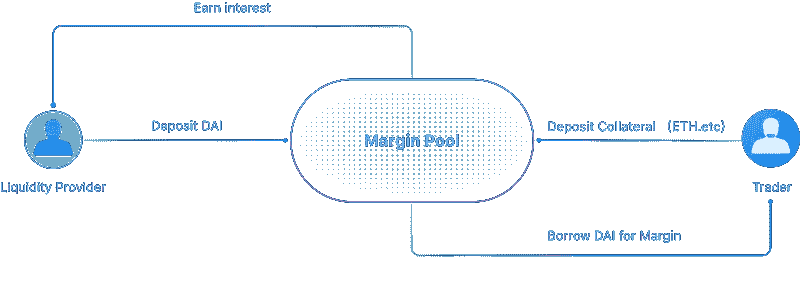 Earn interest
Deposit DAI
Margin Pool
Deposit Collateral （ETH.etc)
Liquidity Provider
Trader
Borrow DAI for Margin